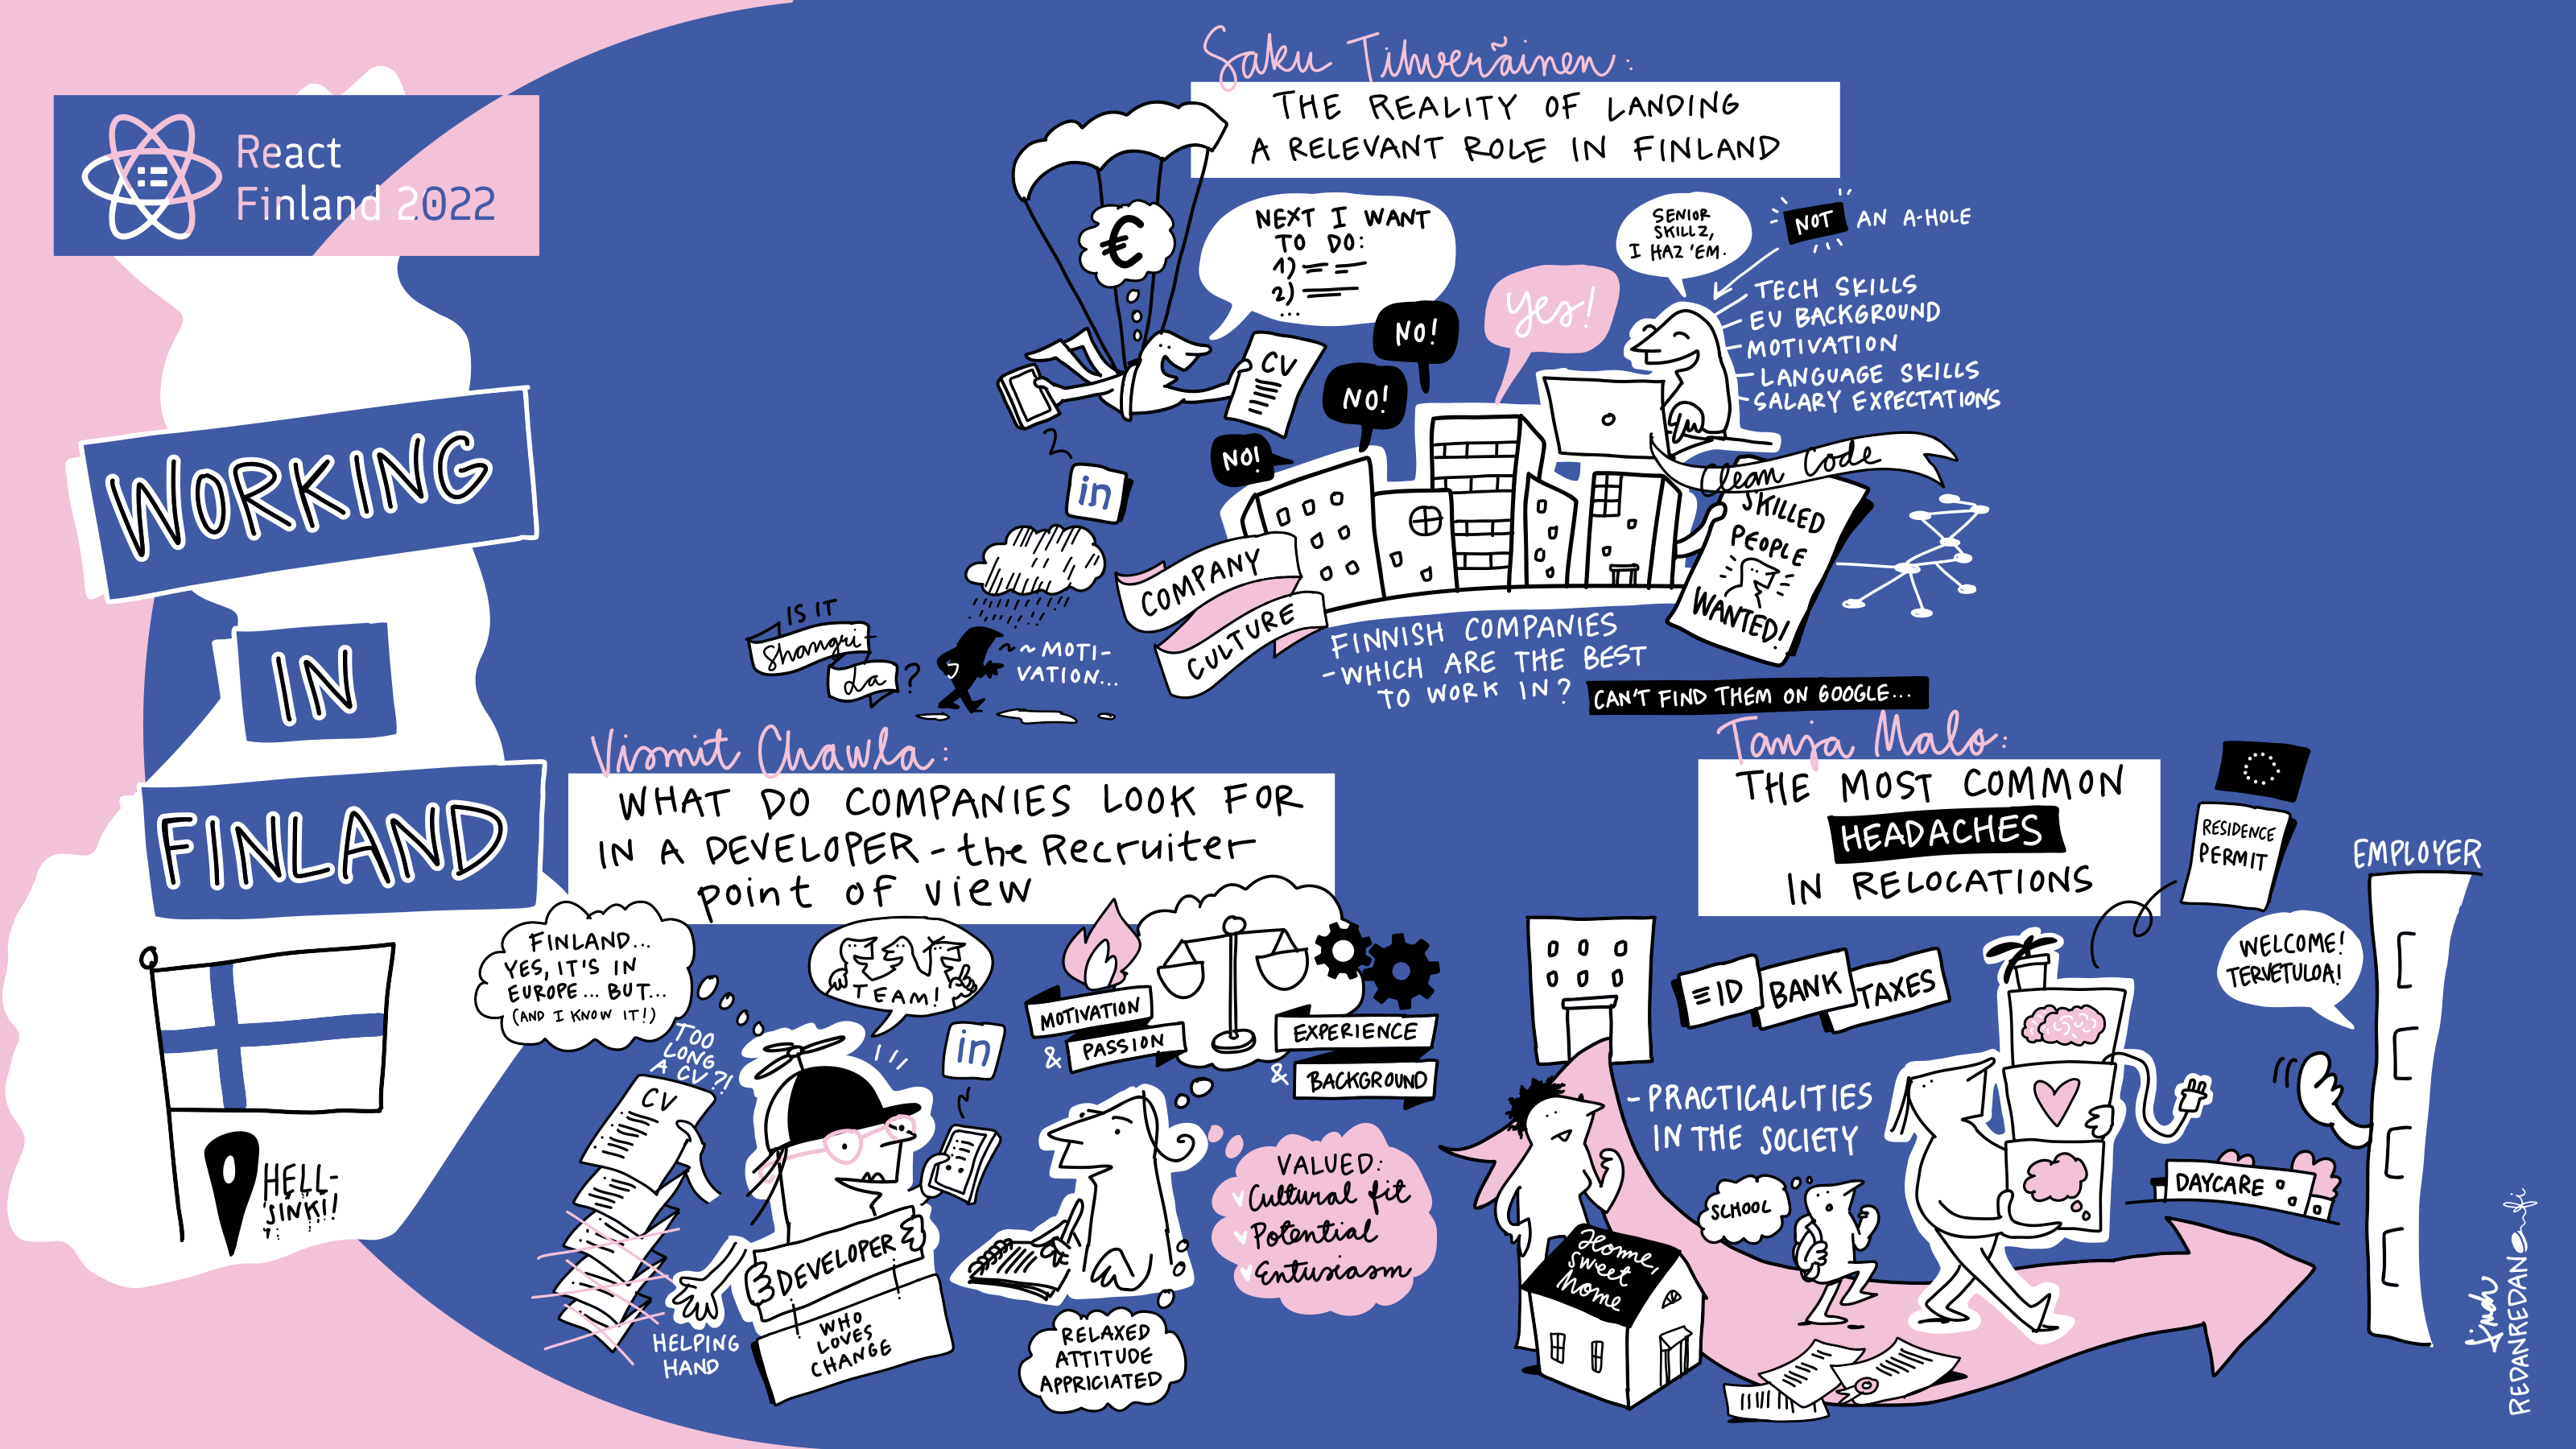 React
Finland 2022
WORKING
IN
FINLAND
HELL-
SINKI!
Saku Tihveräinen:
THE REALITY OF LANDING
A RELEVANT ROLE IN FINLAND
€
NEXT I WANT
TO DO:
1)
2)
...
CV
in
NO!
NO!
NO!
Yes!
SENIOR
SKILLZ,
I HAZ 'EM.
NOT AN A-HOLE
TECH SKILLS
EU BACKGROUND
- MOTIVATION
- LANGUAGE SKILLS
- SALARY EXPECTATIONS
Clean Code
SKILLED
PEOPLE
WANTED!
COMPANY
CULTURE
IS IT
Shangri-
La?
~ ~ MOTI-
VATION...
FINNISH COMPANIES
- WHICH ARE THE BEST
TO WORK IN?
CAN'T FIND THEM ON GOOGLE...
Vismit Chawla:
WHAT DO COMPANIES LOOK FOR
IN A DEVELOPER - the Recruiter
point of view
FINLAND...
YES, IT'S IN
EUROPE... BUT...
(AND I KNOW IT!)
TOO
LONG
A CV?!
CV
TEAM!
in
HELPING
HAND
DEVELOPER
WHO
LOVES
CHANGE
MOTIVATION
& PASSION
EXPERIENCE
& BACKGROUND
VALUED:
Cultural fit
Potential
Entusiasm
RELAXED
ATTITUDE
APPRICIATED
Tanja Malo:
THE MOST COMMON
HEADACHES
IN RELOCATIONS
RESIDENCE
PERMIT
EMPLOYER
WELCOME!
TERVETULOA!
ID
BANK
TAXES
- PRACTICALITIES
IN THE SOCIETY
SCHOOL
DAYCARE
Home,
sweet
home
REDANREDAN